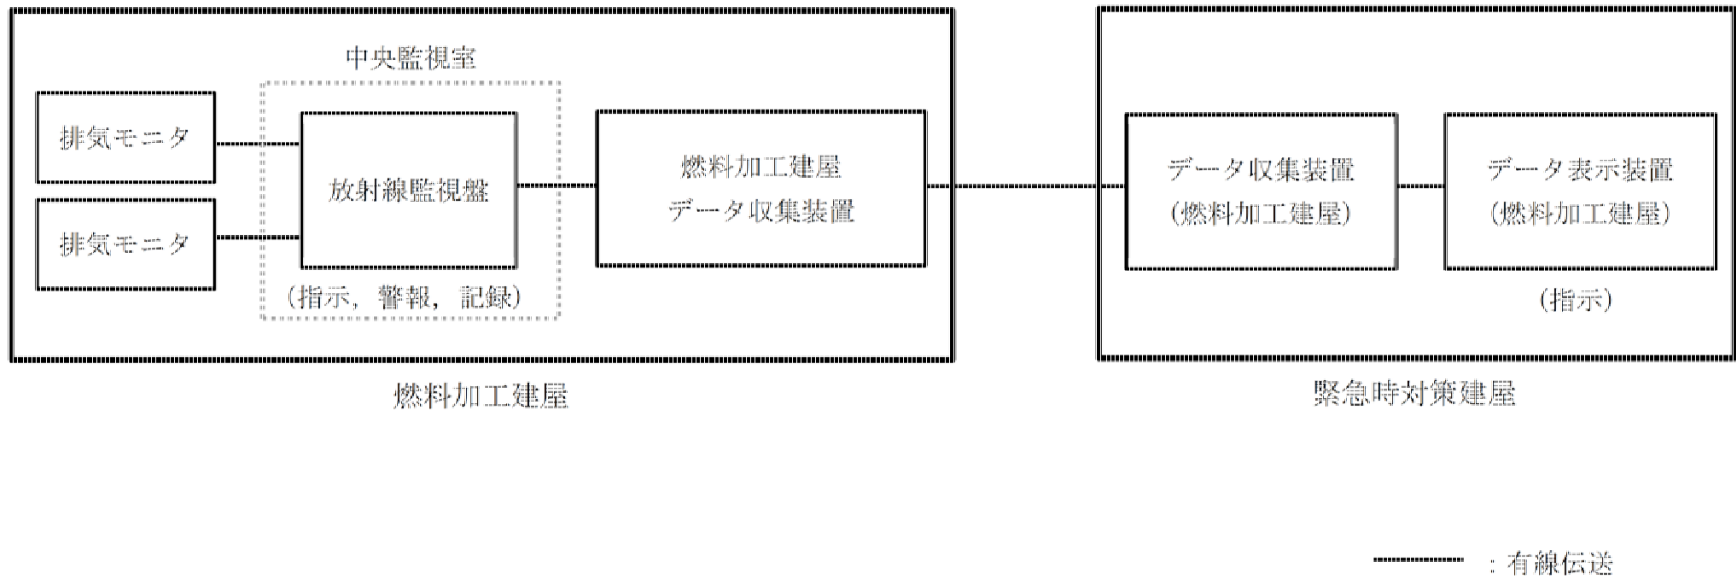 中央監視室
排気モニタ
排気モニタ
放射線監視盤
(指示，警報，記録)
燃料加工建屋
データ収集装置
燃料加工建屋
データ収集装置
(燃料加工建屋)
データ表示装置
(燃料加工建屋)
(指示)
緊急時対策建屋
：有線伝送